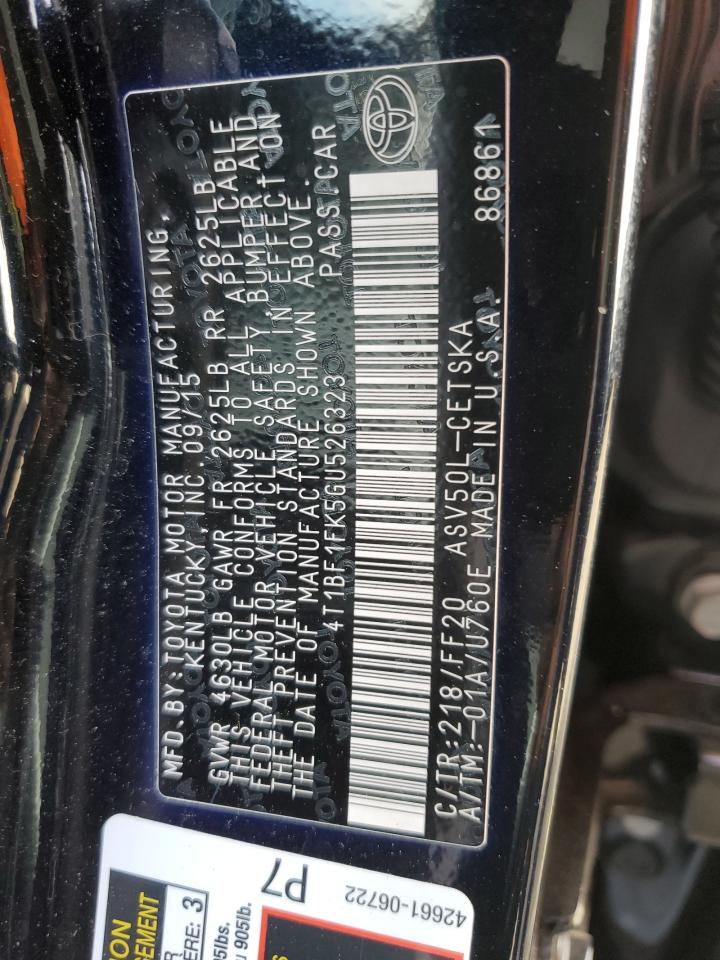 MFD.BY:TOYOTA MOTOR MANUFACTURING,
KENTUCKY,INC 09/15
GVWR 4630LB GAWR FR 2625LB RR 2625LB
THIS VEHICLE CONFORMS TO ALL APPLICABLE
FEDERAL MOTOR VEHICLE SAFETY, BUMPER AND
THEFT PREVENTION STANDARDS IN EFFECT ON
THE DATE OF MANUFACTURE SHOWN ABOVE.
4T1BF1FK5GU526323 PASS.CAR
C/TR:218/FF20 ASV50L-CETSKA
A/TM:-01A/U760E MADE IN U.S.A. 86861
P7
42661-06722
3
905lb.